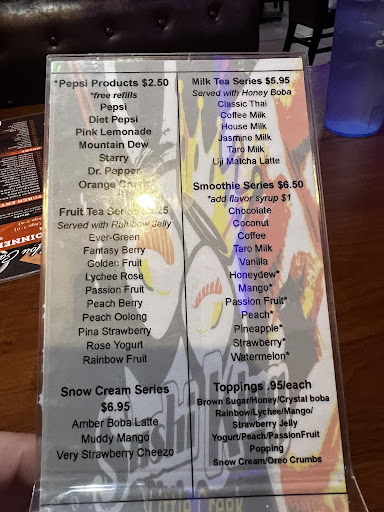 *Pepsi Products $2.50
*free refills
Pepsi
Diet Pepsi
Pink Lemonade
Mountain Dew
Starry
Dr. Pepper
Orange
Fruit Tea
Served with Rainbow Jelly
Ever-Green
Fantasy Berry
Golden Fruit
Lychee Rose
Passion Fruit
Peach Berry
Peach Oolong
Pina Strawberry
Rose Yogurt
Rainbow Fruit
Snow Cream Series
$6.95
Amber Boba Latte
Muddy Mango
Very Strawberry Cheezo
Milk Tea Series $5.95
Served with Honey Boba
Classic Thai
Coffee Milk
House Milk
Jasmine Milk
Taro Milk
Uji Matcha Latte
Smoothie Series $6.50
*add flavor syrup $1
Chocolate
Coconut
Coffee
Taro Milk
Vanilla
Honeydew*
Mango*
Passion Fruit*
Peach*
Pineapple*
Strawberry*
Watermelon*
Toppings .95/each
Brown Sugar/Honey/Crystal boba
Rainbow/Lychee/Mango/
Strawberry Jelly
Yogurt/Peach/PassionFruit
Popping
Snow Cream/Oreo Crumbs
Sushi King
Little Creek
DINNER